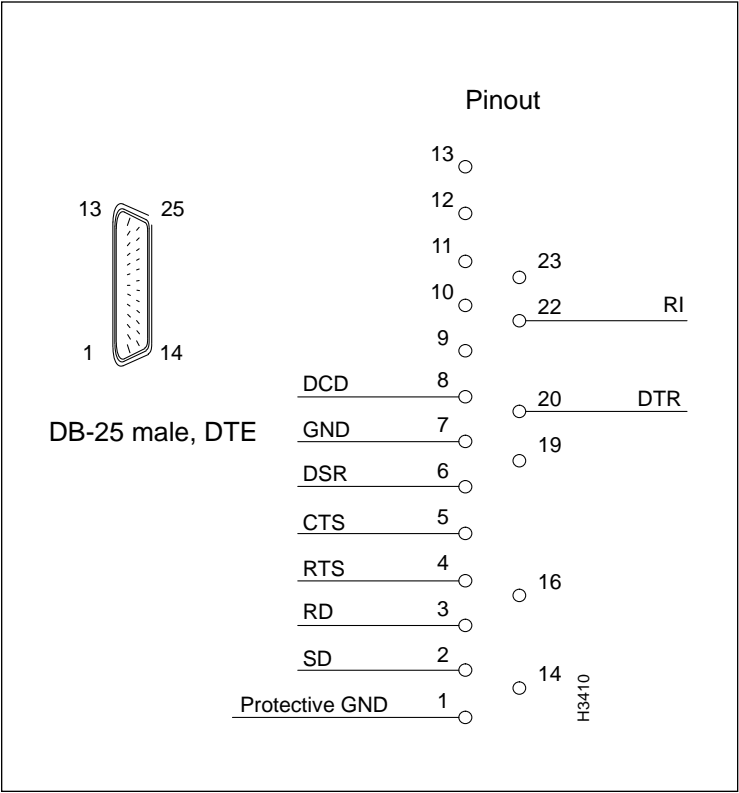 Pinout
13
12
11
23
10
22 RI
9
DCD 8
20 DTR
GND 7
19
DSR 6
CTS 5
RTS 4
16
RD 3
SD 2
14
Protective GND 1
13 25
1 14
DB-25 male, DTE
H3410